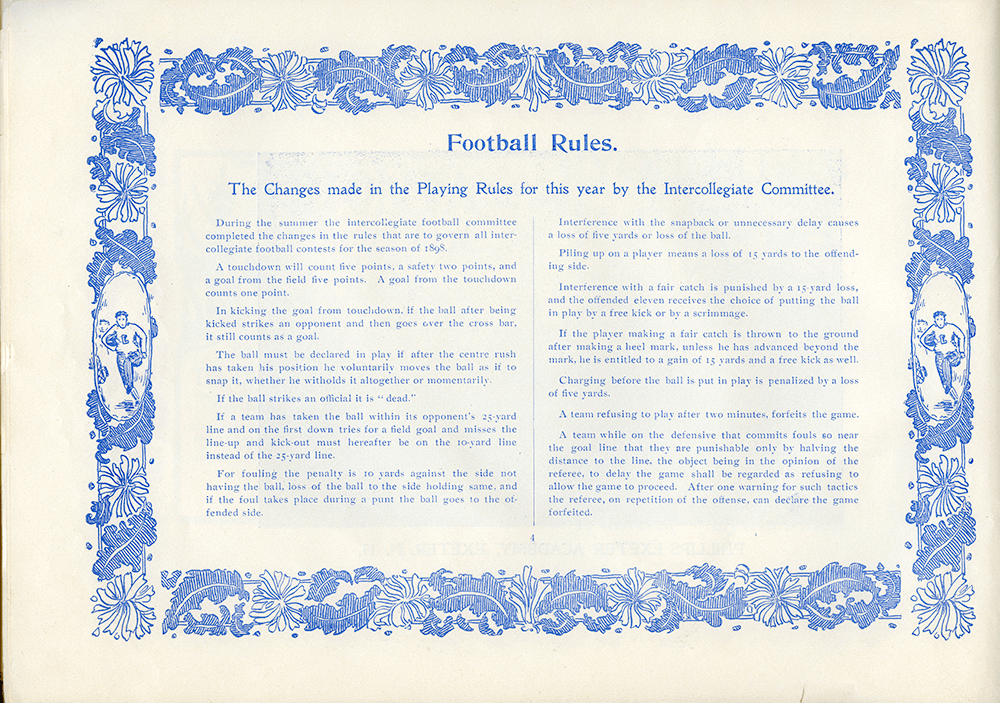 Football Rules.
The Changes made in the Playing Rules for this year by the Intercollegiate Committee.
During the summer the intercollegiate football committee
completed the changes in the rules that are to govern all inter-
collegiate football contests for the season of 1898.
A touchdown will count five points, a safety two points, and
a goal from the field five points. A goal from the touchdown
counts one point.
In kicking the goal from touchdown, if the ball after being
kicked strikes an opponent and then goes over the cross bar,
it still counts as a goal.
The ball must be declared in play if after the centre rush
has taken his position he voluntarily moves the ball as if to
snap it, whether he witholds it altogether or momentarily.
If the ball strikes an official it is “ dead.”
If a team has taken the ball within its opponent's 25-yard
line and on the first down tries for a field goal and misses the
line-up and kick-out must hereafter be on the 10-yard line
instead of the 25-yard line.
For fouling the penalty is 10 yards against the side not
having the ball, loss of the ball to the side holding same, and
if the foul takes place during a punt the ball goes to the of-
fended side.
Interference with the snapback or unnecessary delay causes
a loss of five yards or loss of the ball.
Piling up on a player means a loss of 15 yards to the offend-
ing side.
Interference with a fair catch is punished by a 15-yard loss,
and the offended eleven receives the choice of putting the ball
in play by a free kick or by a scrimmage.
If the player making a fair catch is thrown to the ground
after making a heel mark, unless he has advanced beyond the
mark, he is entitled to a gain of 15 yards and a free kick as well.
Charging before the ball is put in play is penalized by a loss
of five yards.
A team refusing to play after two minutes, forfeits the game.
A team while on the defensive that commits fouls so near
the goal line that they are punishable only by halving the
distance to the line, the object being in the opinion of the
referee, to delay the game shall be regarded as refusing to
allow the game to proceed. After one warning for such tactics
the referee, on repetition of the offense, can declare the game
forfeited.
4